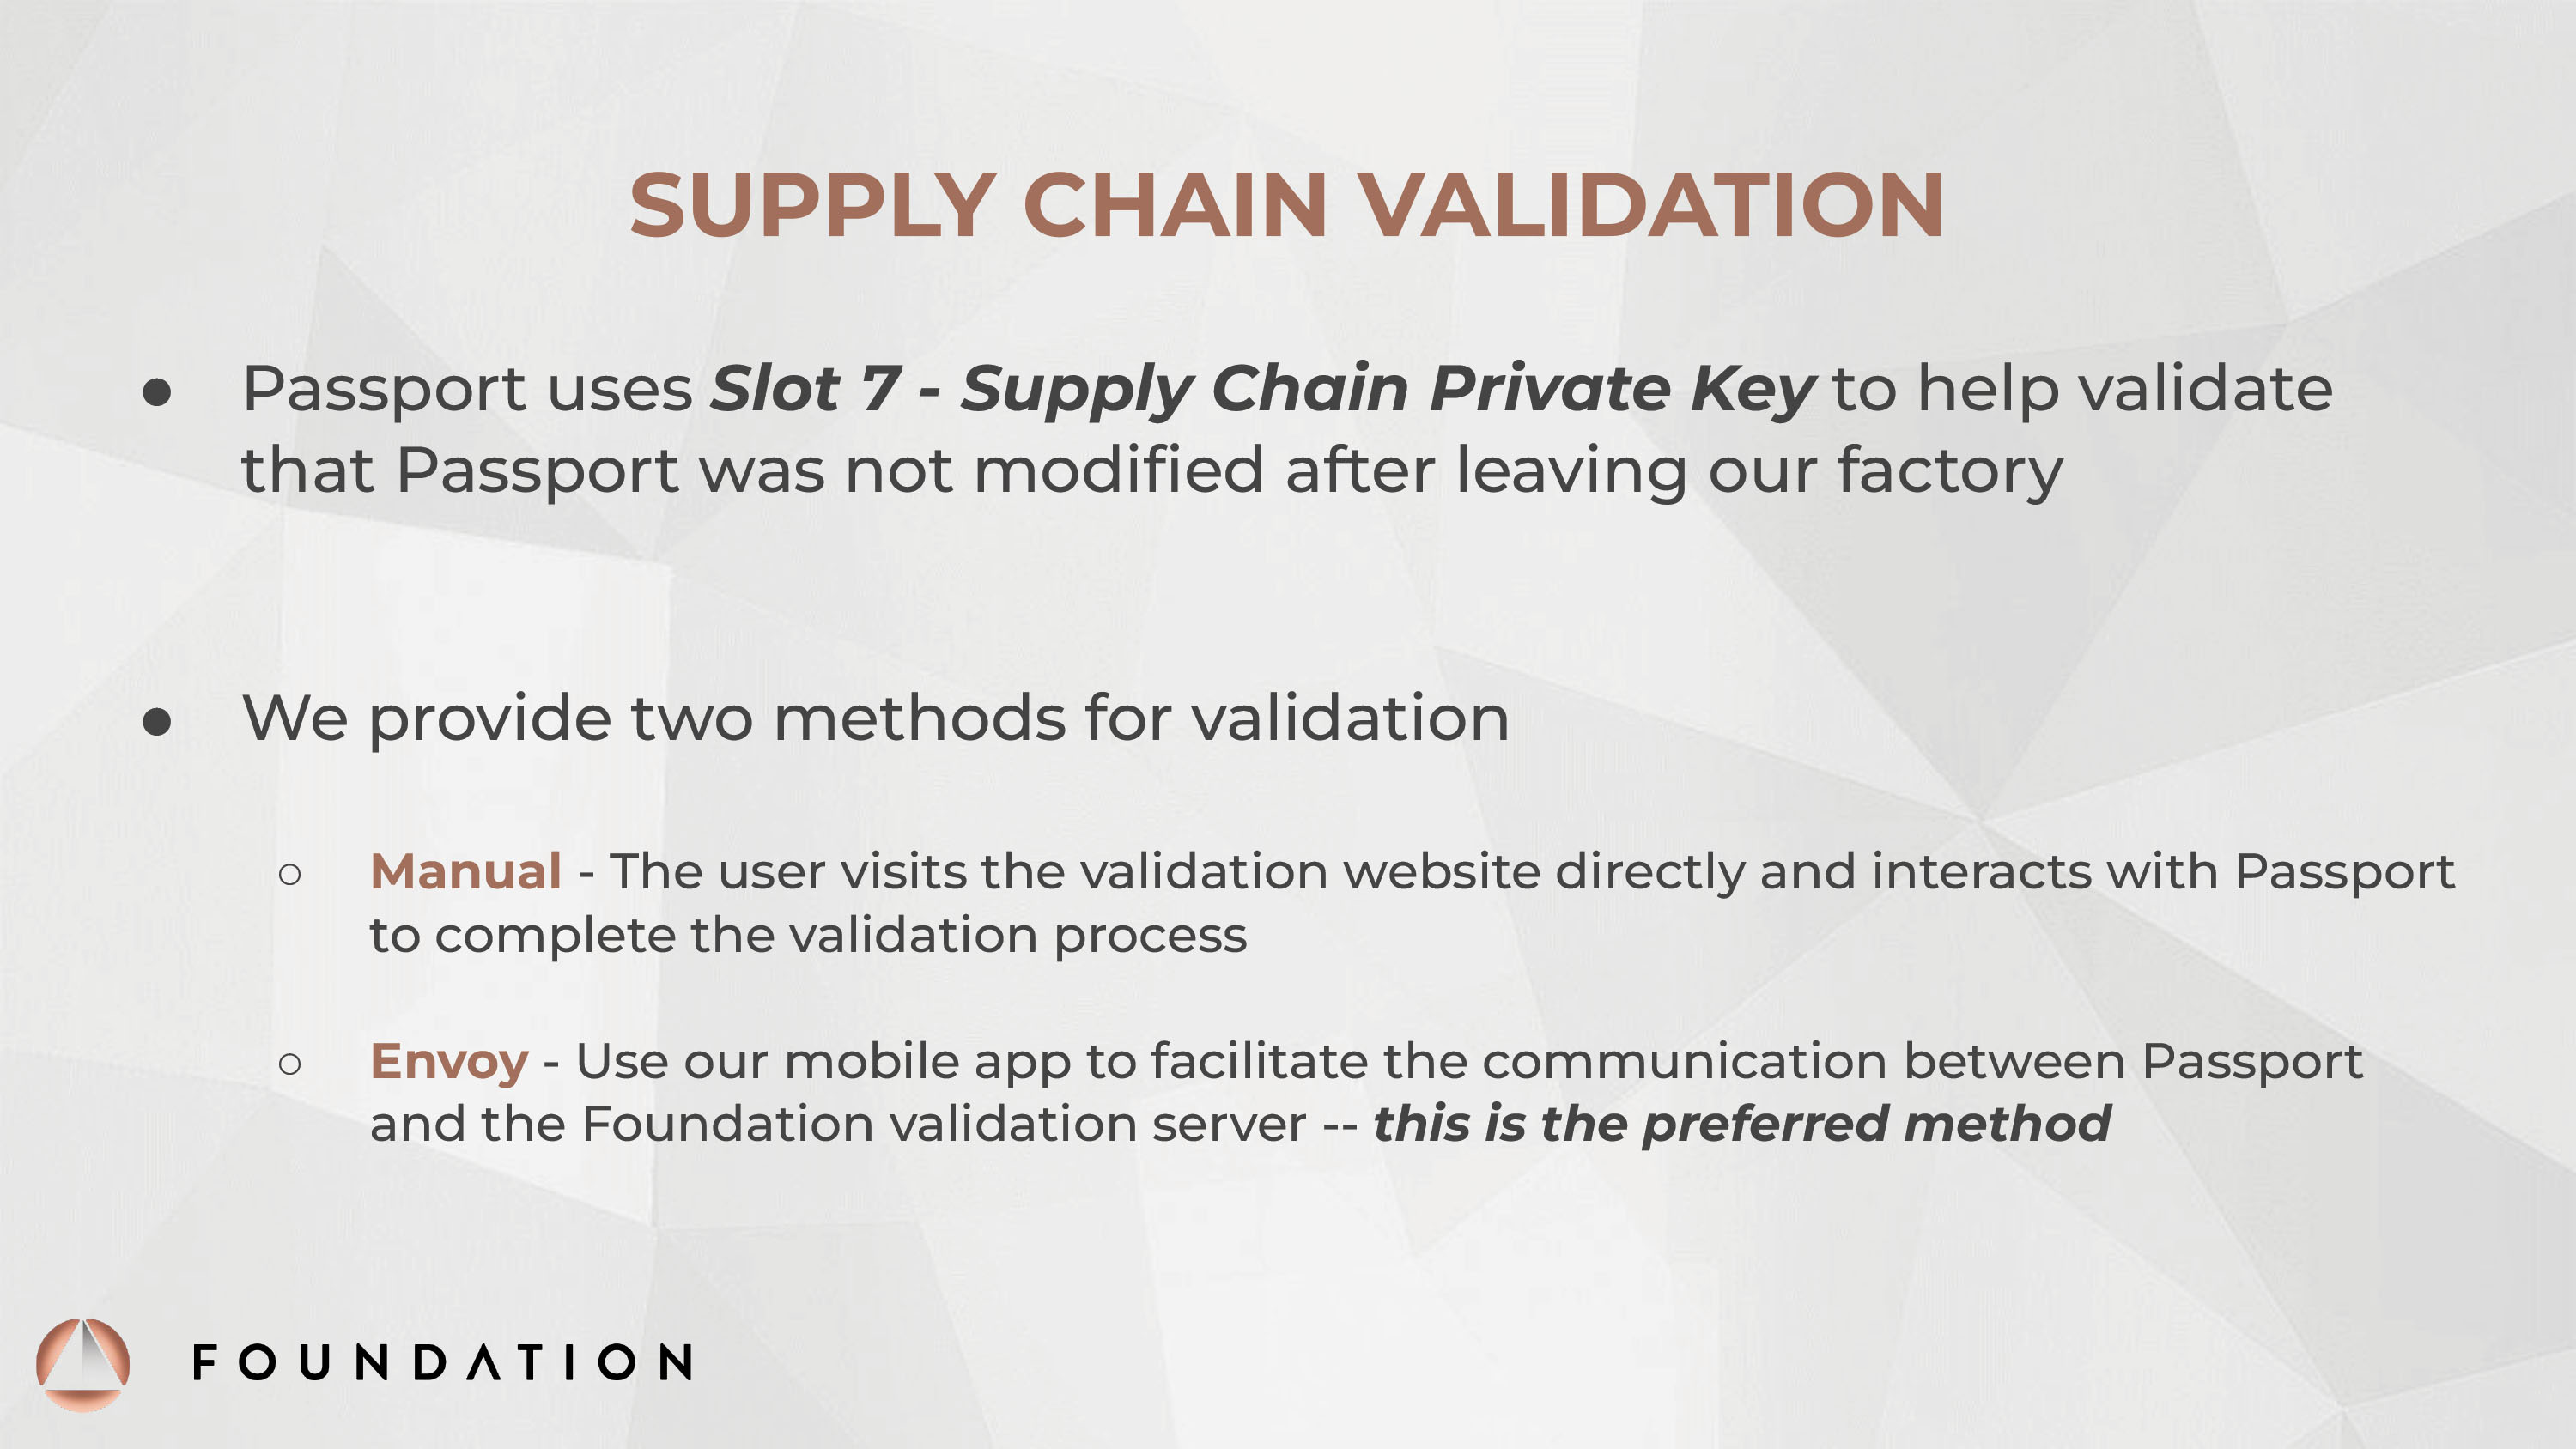 SUPPLY CHAIN VALIDATION
● Passport uses Slot 7 - Supply Chain Private Key to help validate
that Passport was not modified after leaving our factory
● We provide two methods for validation
○ Manual - The user visits the validation website directly and interacts with Passport
to complete the validation process
○ Envoy - Use our mobile app to facilitate the communication between Passport
and the Foundation validation server -- this is the preferred method
FOUNDATION